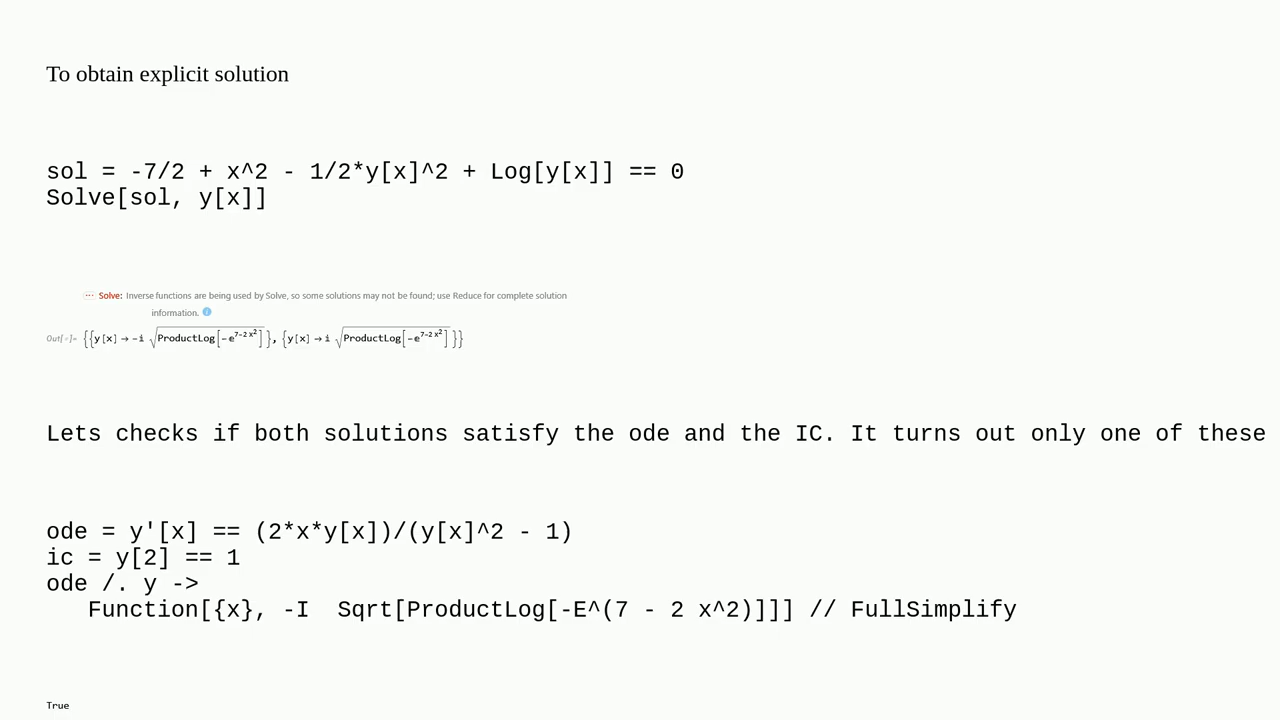 To obtain explicit solution
sol = -7/2 + x^2 - 1/2*y[x]^2 + Log[y[x]] == 0
Solve[sol, y[x]]
··· Solve: Inverse functions are being used by Solve, so some solutions may not be found; use Reduce for complete solution
information.
Out[•]= {{y[x] → -i √ProductLog[-e^(7-2 x^2)]}, {y[x] → i √ProductLog[-e^(7-2 x^2)]}}
Lets checks if both solutions satisfy the ode and the IC. It turns out only one of these
ode = y'[x] == (2*x*y[x])/(y[x]^2 - 1)
ic = y[2] == 1
ode /. y ->
Function[{x}, -I  Sqrt[ProductLog[-E^(7 - 2 x^2)]]] // FullSimplify
True